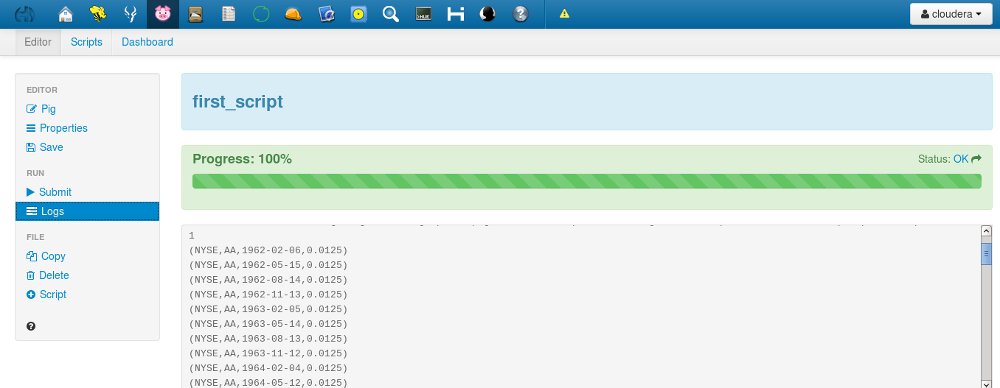 HUE
cloudera
Editor
Scripts
Dashboard
EDITOR
Pig
Properties
Save
RUN
Submit
Logs
FILE
Copy
Delete
Script
first_script
Progress: 100%
Status: OK
1
(NYSE,AA,1962-02-06,0.0125)
(NYSE,AA,1962-05-15,0.0125)
(NYSE,AA,1962-08-14,0.0125)
(NYSE,AA,1962-11-13,0.0125)
(NYSE,AA,1963-02-05,0.0125)
(NYSE,AA,1963-05-14,0.0125)
(NYSE,AA,1963-08-13,0.0125)
(NYSE,AA,1963-11-12,0.0125)
(NYSE,AA,1964-02-04,0.0125)
(NYSE,AA,1964-05-12,0.0125)